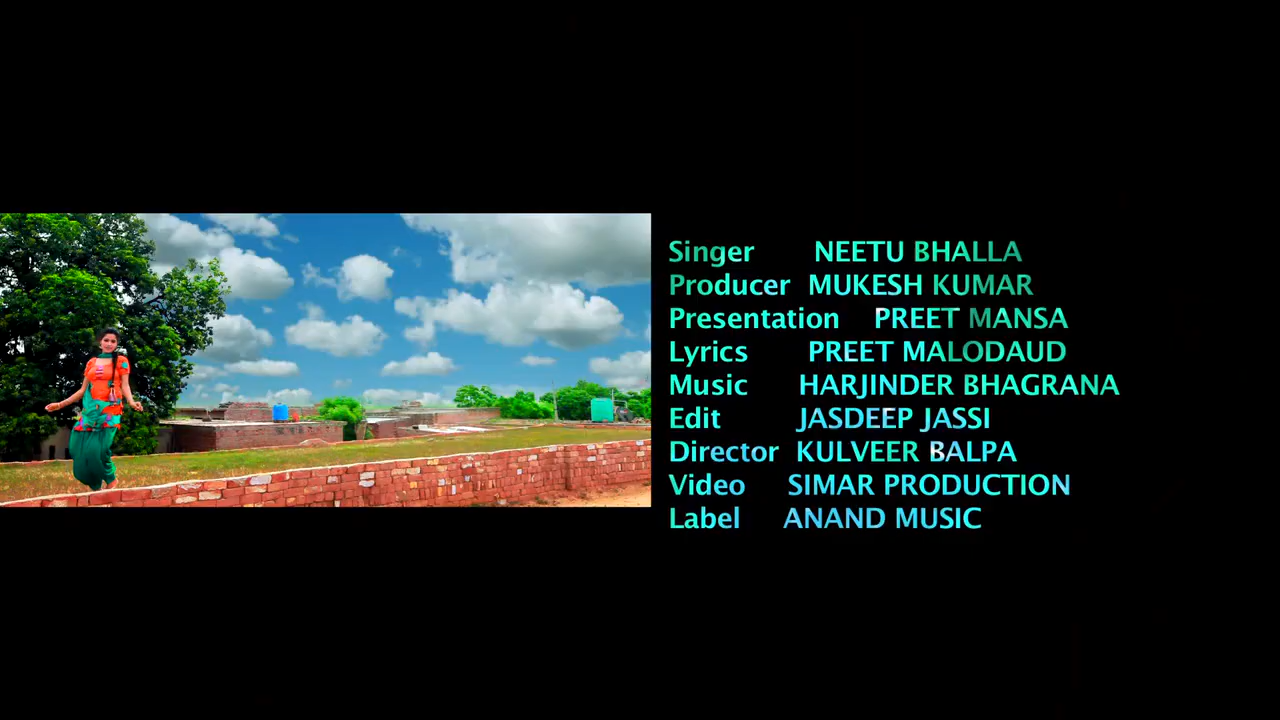 Singer NEETU BHALLA
Producer MUKESH KUMAR
Presentation PREET MANSA
Lyrics PREET MALODAUD
Music HARJINDER BHAGRANA
Edit JASDEEP JASSI
Director KULVEER BALPA
Video SIMAR PRODUCTION
Label ANAND MUSIC